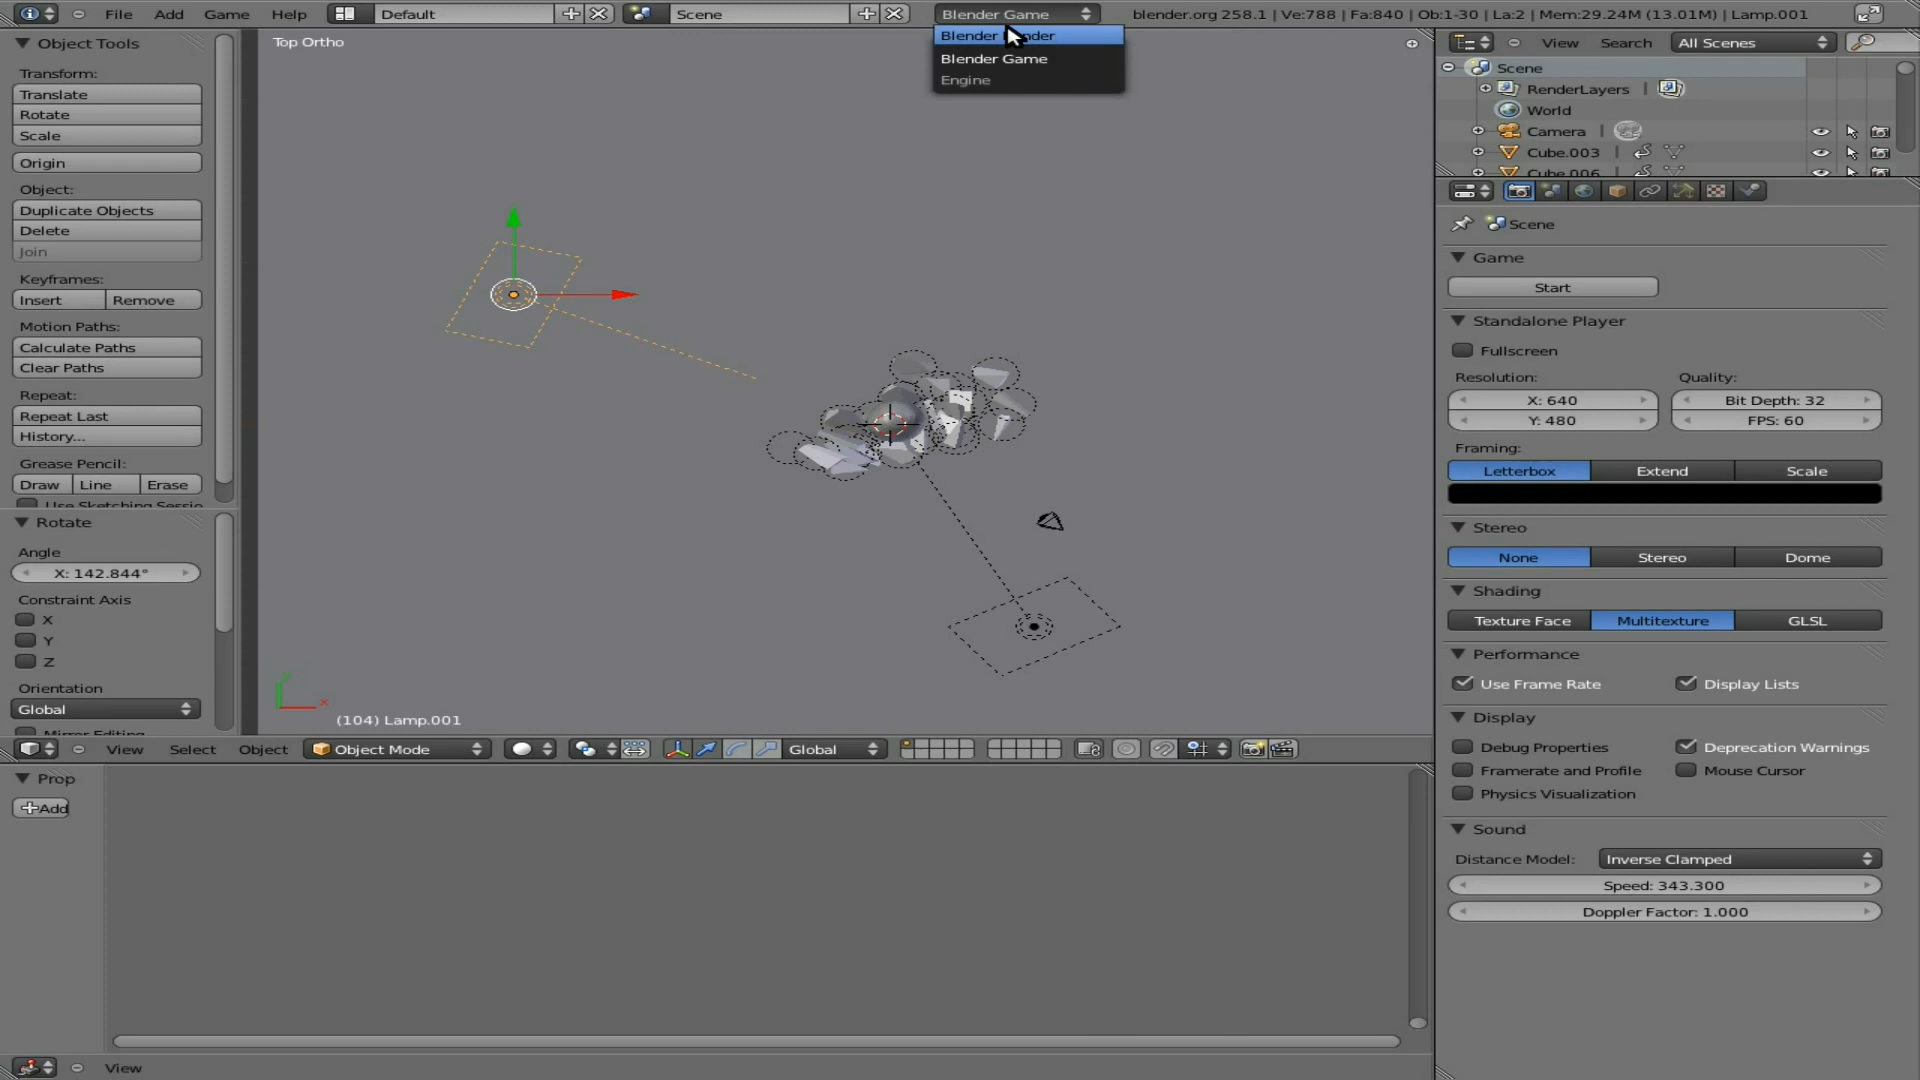 File Add Game Help Default Scene Blender Game blender.org 258.1 | Ve:788 | Fa:840 | Ob:1-30 | La:2 | Mem:29.24M (13.01M) | Lamp.001
Blender
Blender Game
Engine
Object Tools
Transform:
Translate
Rotate
Scale
Origin
Object:
Duplicate Objects
Delete
Join
Keyframes:
Insert Remove
Motion Paths:
Calculate Paths
Clear Paths
Repeat:
Repeat Last
History...
Grease Pencil:
Draw Line Erase
Use Sketching Sessio
Rotate
Angle
X: 142.844°
Constraint Axis
X
Y
Z
Orientation
Global
Top Ortho
(104) Lamp.001
View Select Object Object Mode Global
Prop
Add
View
View Search All Scenes
Scene
RenderLayers |
World
Camera |
Cube.003 |
Cube.006
Scene
Game
Start
Standalone Player
Fullscreen
Resolution: Quality:
X: 640 Bit Depth: 32
Y: 480 FPS: 60
Framing:
Letterbox Extend Scale
Stereo
None Stereo Dome
Shading
Texture Face Multitexture GLSL
Performance
Use Frame Rate Display Lists
Display
Debug Properties Deprecation Warnings
Framerate and Profile Mouse Cursor
Physics Visualization
Sound
Distance Model: Inverse Clamped
Speed: 343.300
Doppler Factor: 1.000